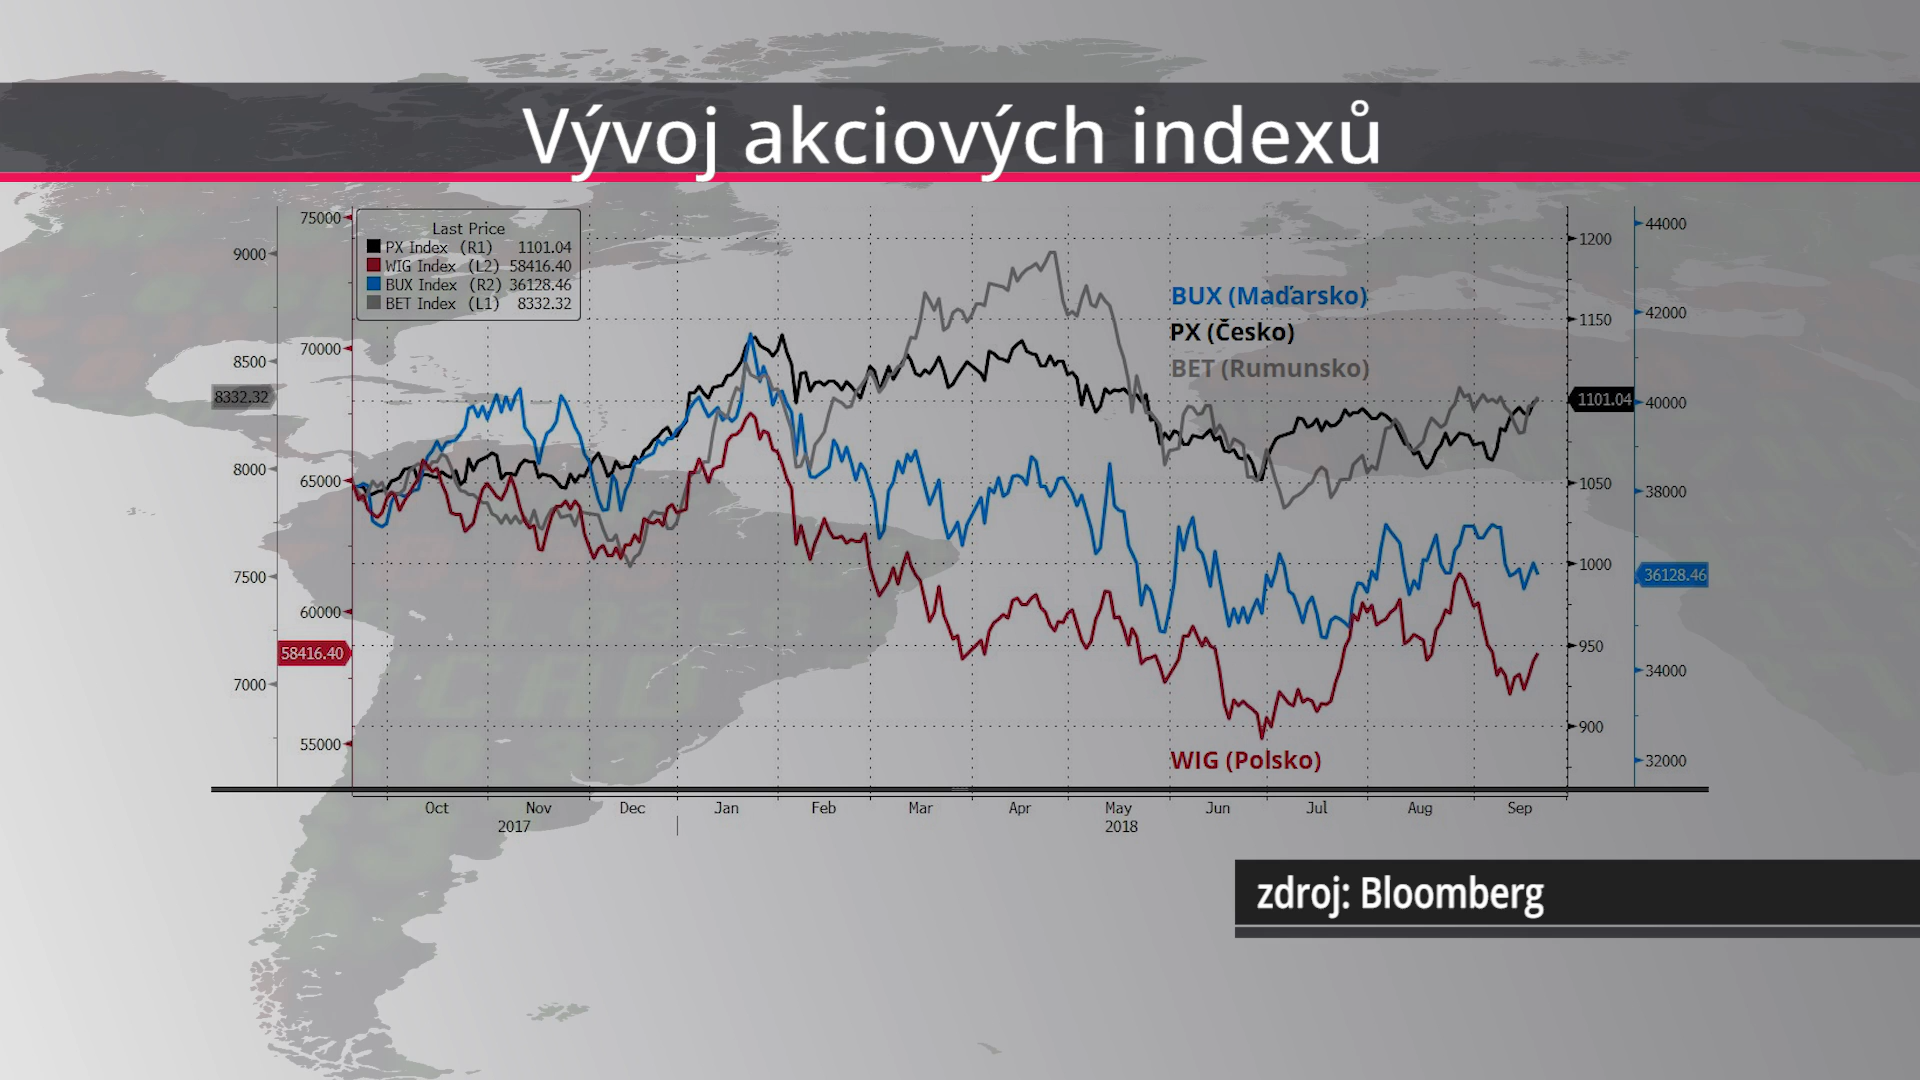 Vývoj akciových indexů
Last Price
PX Index (R1) 1101.04
WIG Index (L2) 58416.40
BUX Index (R2) 36128.46
BET Index (L1) 8332.32
9000
8500
8332.32
8000
7500
7000
75000
70000
65000
60000
58416.40
55000
BUX (Maďarsko)
PX (Česko)
BET (Rumunsko)
WIG (Polsko)
1200
1150
1101.04
1050
1000
950
900
44000
42000
40000
38000
36128.46
34000
32000
Oct Nov Dec Jan Feb Mar Apr May Jun Jul Aug Sep
2017 2018
zdroj: Bloomberg